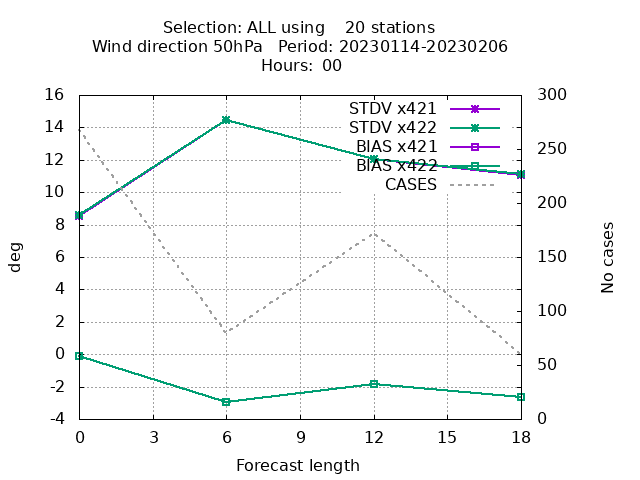 Selection: ALL using 20 stations
Wind direction 50hPa Period: 20230114-20230206
Hours: 00
16 300
STDV x421
14
STDV x422
250
BIAS x421
12
BIAS x422
CASES
10
200
8
6 150
4
2 100
0
50
-2
-4 0
deg
No cases
0 3 6 9 12 15 18
Forecast length